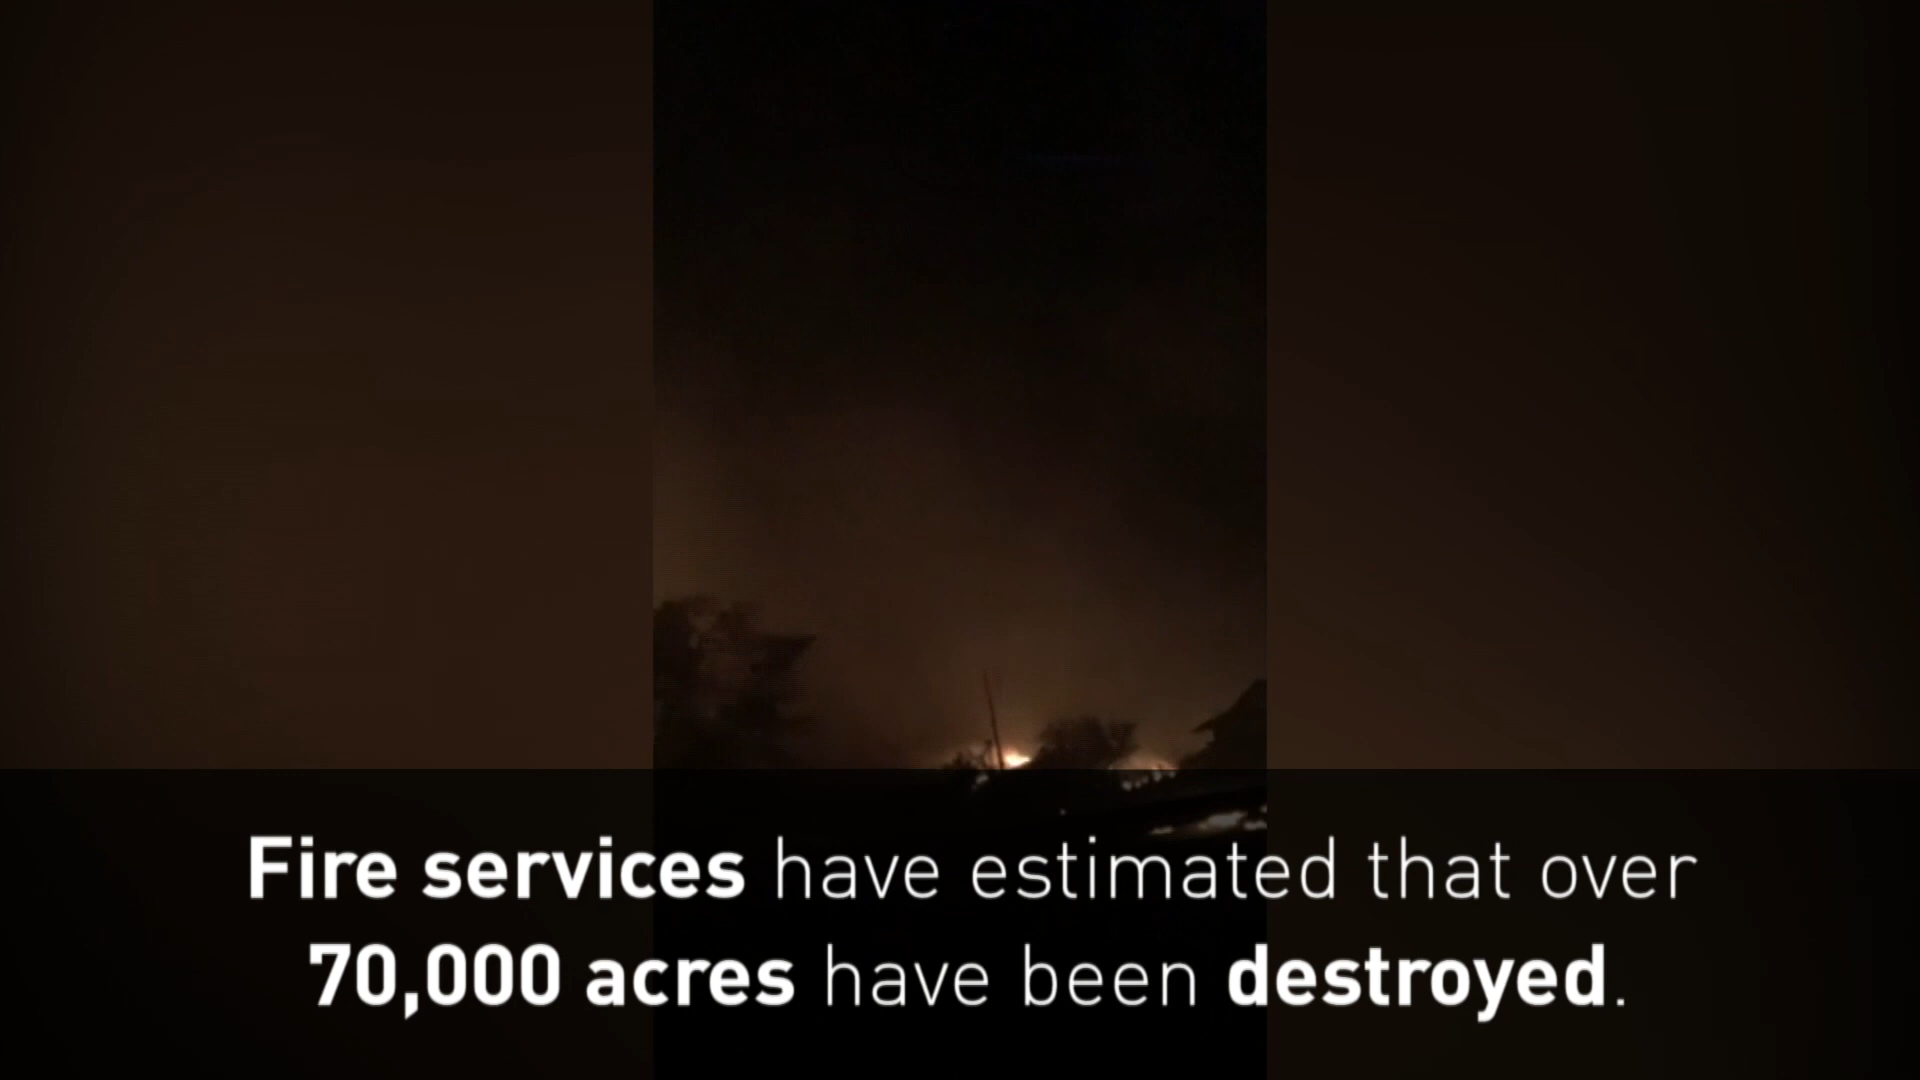 Fire services have estimated that over
70,000 acres have been destroyed.